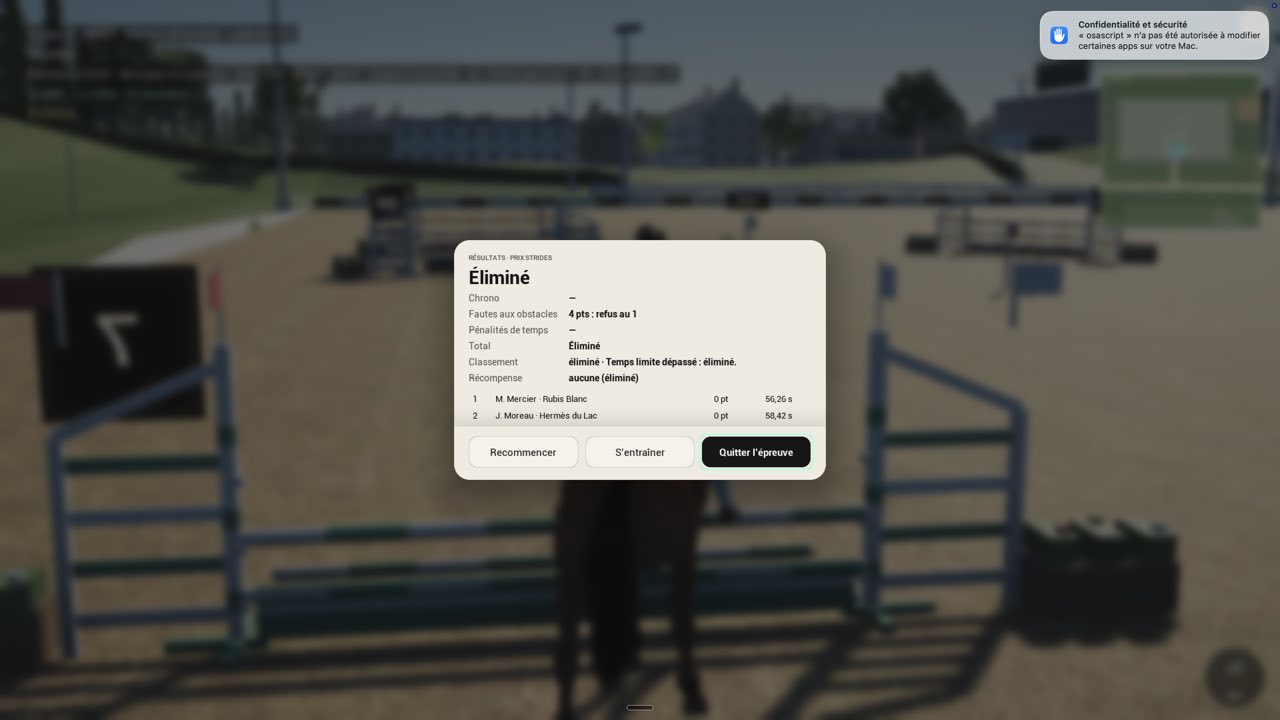 Confidentialité et sécurité
« osascript » n'a pas été autorisée à modifier
certaines apps sur votre Mac.
RÉSULTATS · PRIX STRIDES
Éliminé
Chrono —
Fautes aux obstacles 4 pts : refus au 1
Pénalités de temps —
Total Éliminé
Classement éliminé · Temps limite dépassé : éliminé.
Récompense aucune (éliminé)
1 M. Mercier · Rubis Blanc 0 pt 56,26 s
2 J. Moreau · Hermès du Lac 0 pt 58,42 s
Recommencer S'entraîner Quitter l'épreuve